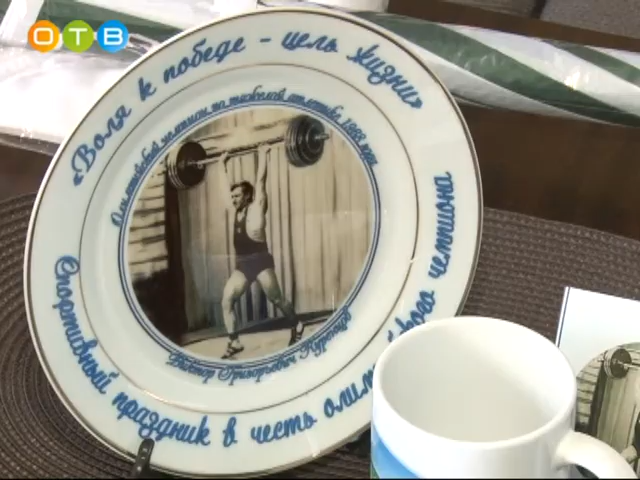 ОТВ
«Воля к победе - цель жизни»
Олимпийский чемпион по тяжелой атлетике 1968 года
Виктор Григорьевич Куренцов
Спортивный праздник в честь олимпийского чемпиона